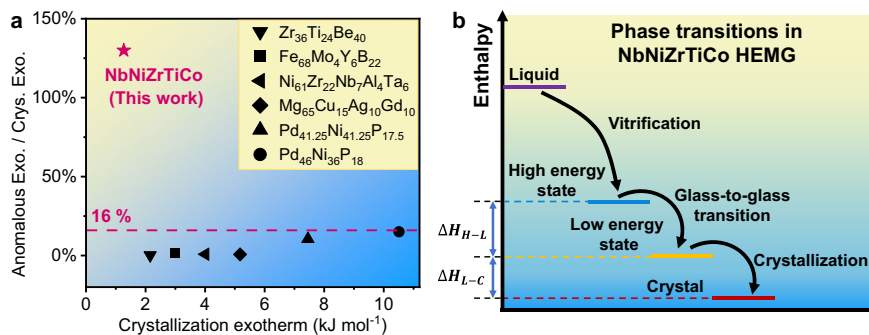 a
Anomalous Exo. / Crys. Exo.
150%
100%
50%
0%
NbNiZrTiCo
(This work)
16 %
Zr36Ti24Be40
Fe68Mo4Y6B22
Ni61Zr22Nb7Al4Ta6
Mg65Cu15Ag10Gd10
Pd41.25Ni41.25P17.5
Pd46Ni36P18
0 2 4 6 8 10
Crystallization exotherm (kJ mol-1)
b
Enthalpy
Phase transitions in
NbNiZrTiCo HEMG
Liquid
Vitrification
High energy
state
Glass-to-glass
transition
Low energy
state
ΔHH−L
Crystallization
ΔHL−C
Crystal